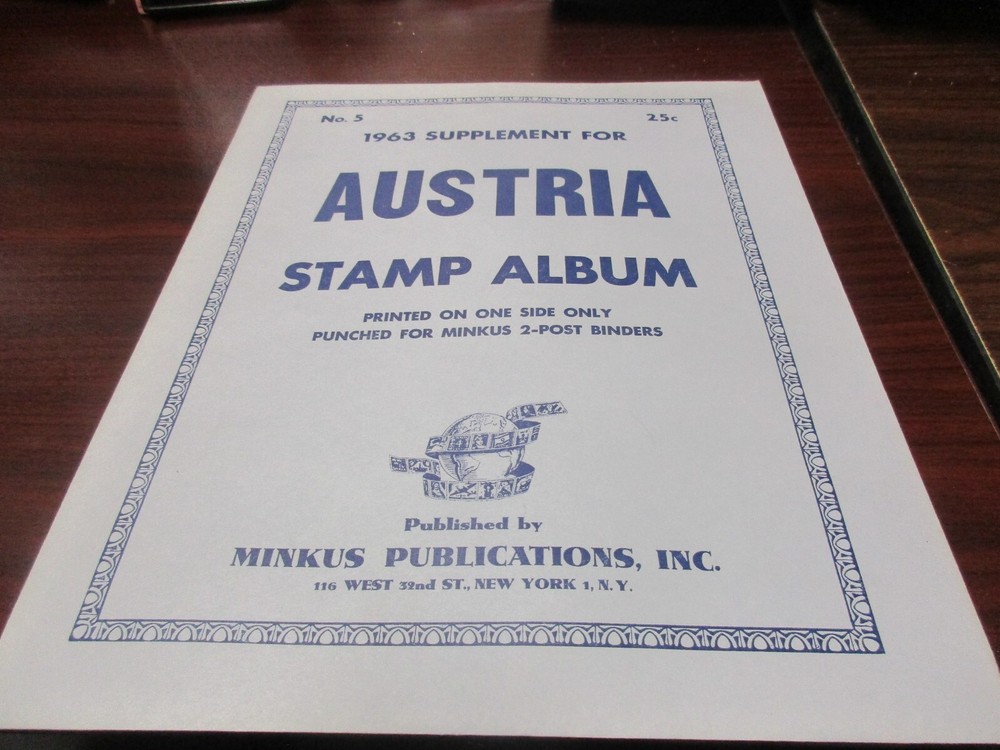 No. 5 25c
1963 SUPPLEMENT FOR
AUSTRIA
STAMP ALBUM
PRINTED ON ONE SIDE ONLY
PUNCHED FOR MINKUS 2-POST BINDERS
Published by
MINKUS PUBLICATIONS, INC.
116 WEST 32nd ST., NEW YORK 1, N.Y.